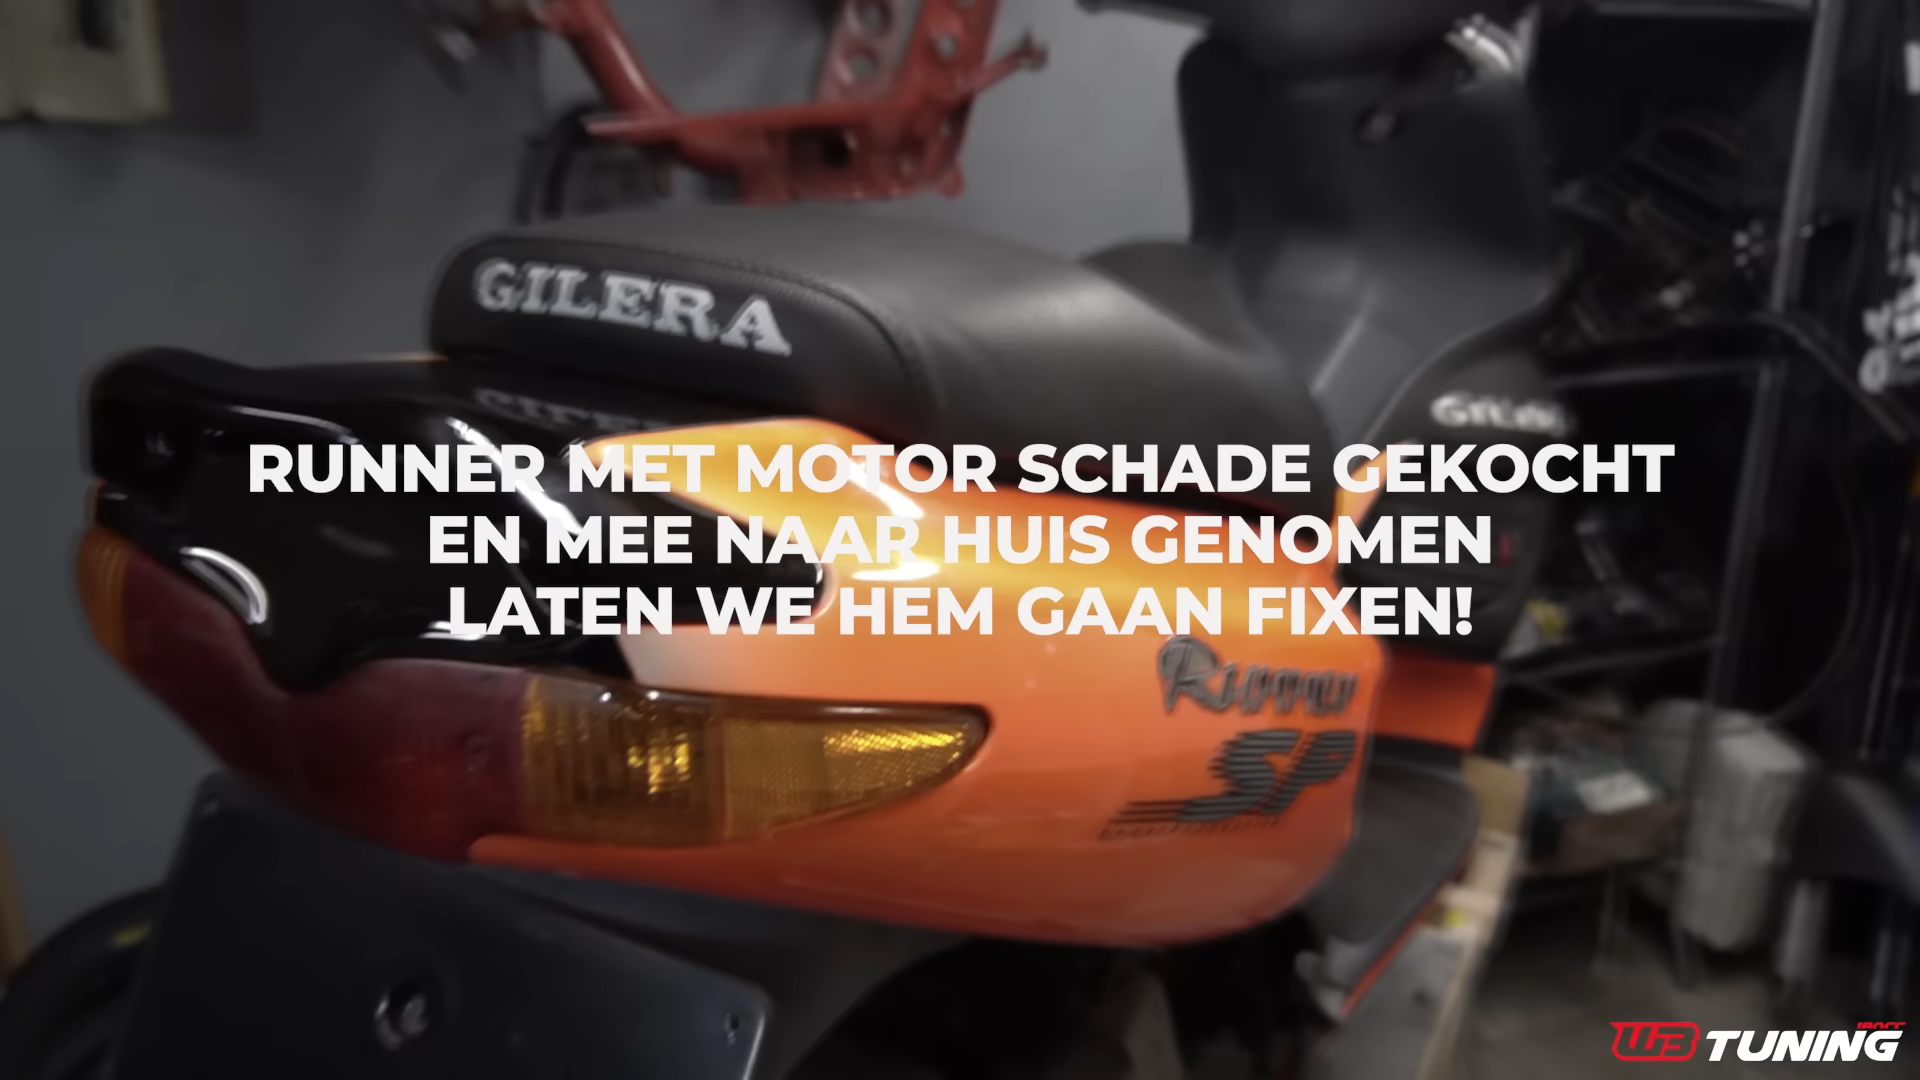 GILERA
RUNNER MET MOTOR SCHADE GEKOCHT
EN MEE NAAR HUIS GENOMEN
LATEN WE HEM GAAN FIXEN!
Runner
SP
WB TUNING